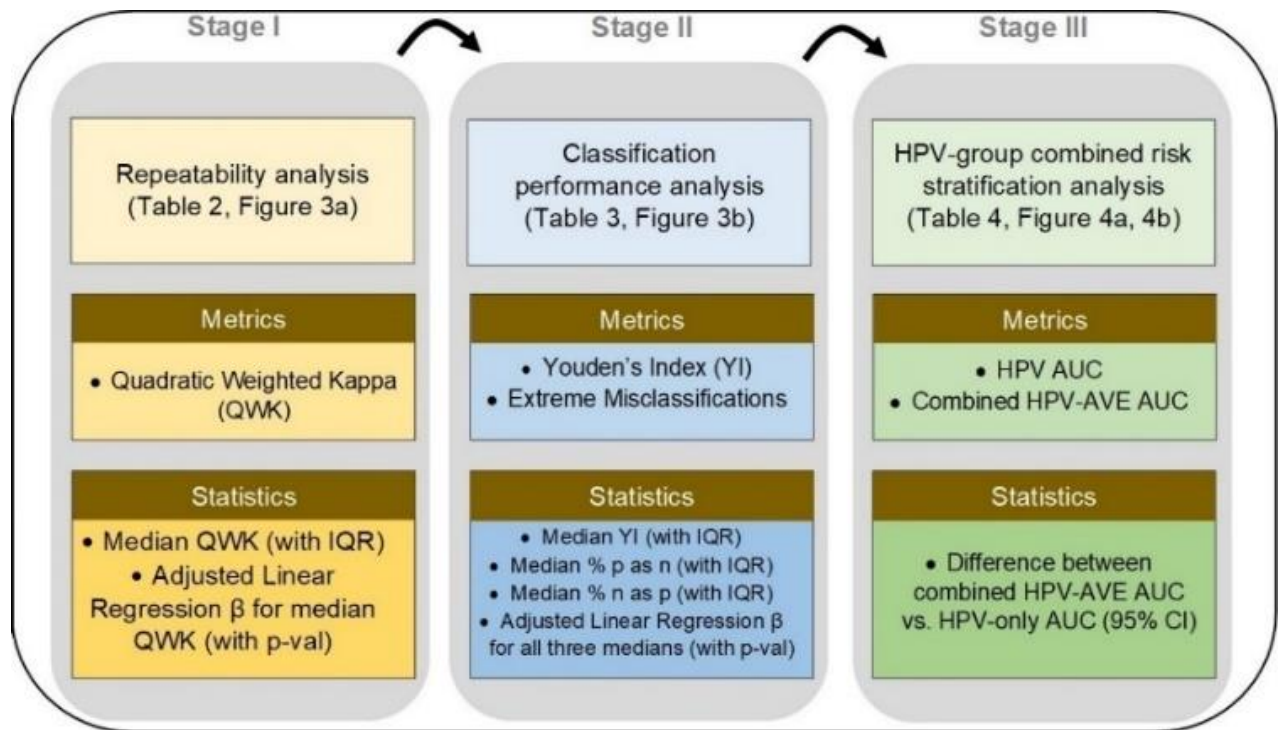 Stage I
Stage II
Stage III
Repeatability analysis
(Table 2, Figure 3a)
Metrics
• Quadratic Weighted Kappa
(QWK)
Statistics
• Median QWK (with IQR)
• Adjusted Linear
Regression β for median
QWK (with p-val)
Classification
performance analysis
(Table 3, Figure 3b)
Metrics
• Youden's Index (YI)
• Extreme Misclassifications
Statistics
• Median YI (with IQR)
• Median % p as n (with IQR)
• Median % n as p (with IQR)
• Adjusted Linear Regression β
for all three medians (with p-val)
HPV-group combined risk
stratification analysis
(Table 4, Figure 4a, 4b)
Metrics
• HPV AUC
• Combined HPV-AVE AUC
Statistics
• Difference between
combined HPV-AVE AUC
vs. HPV-only AUC (95% CI)